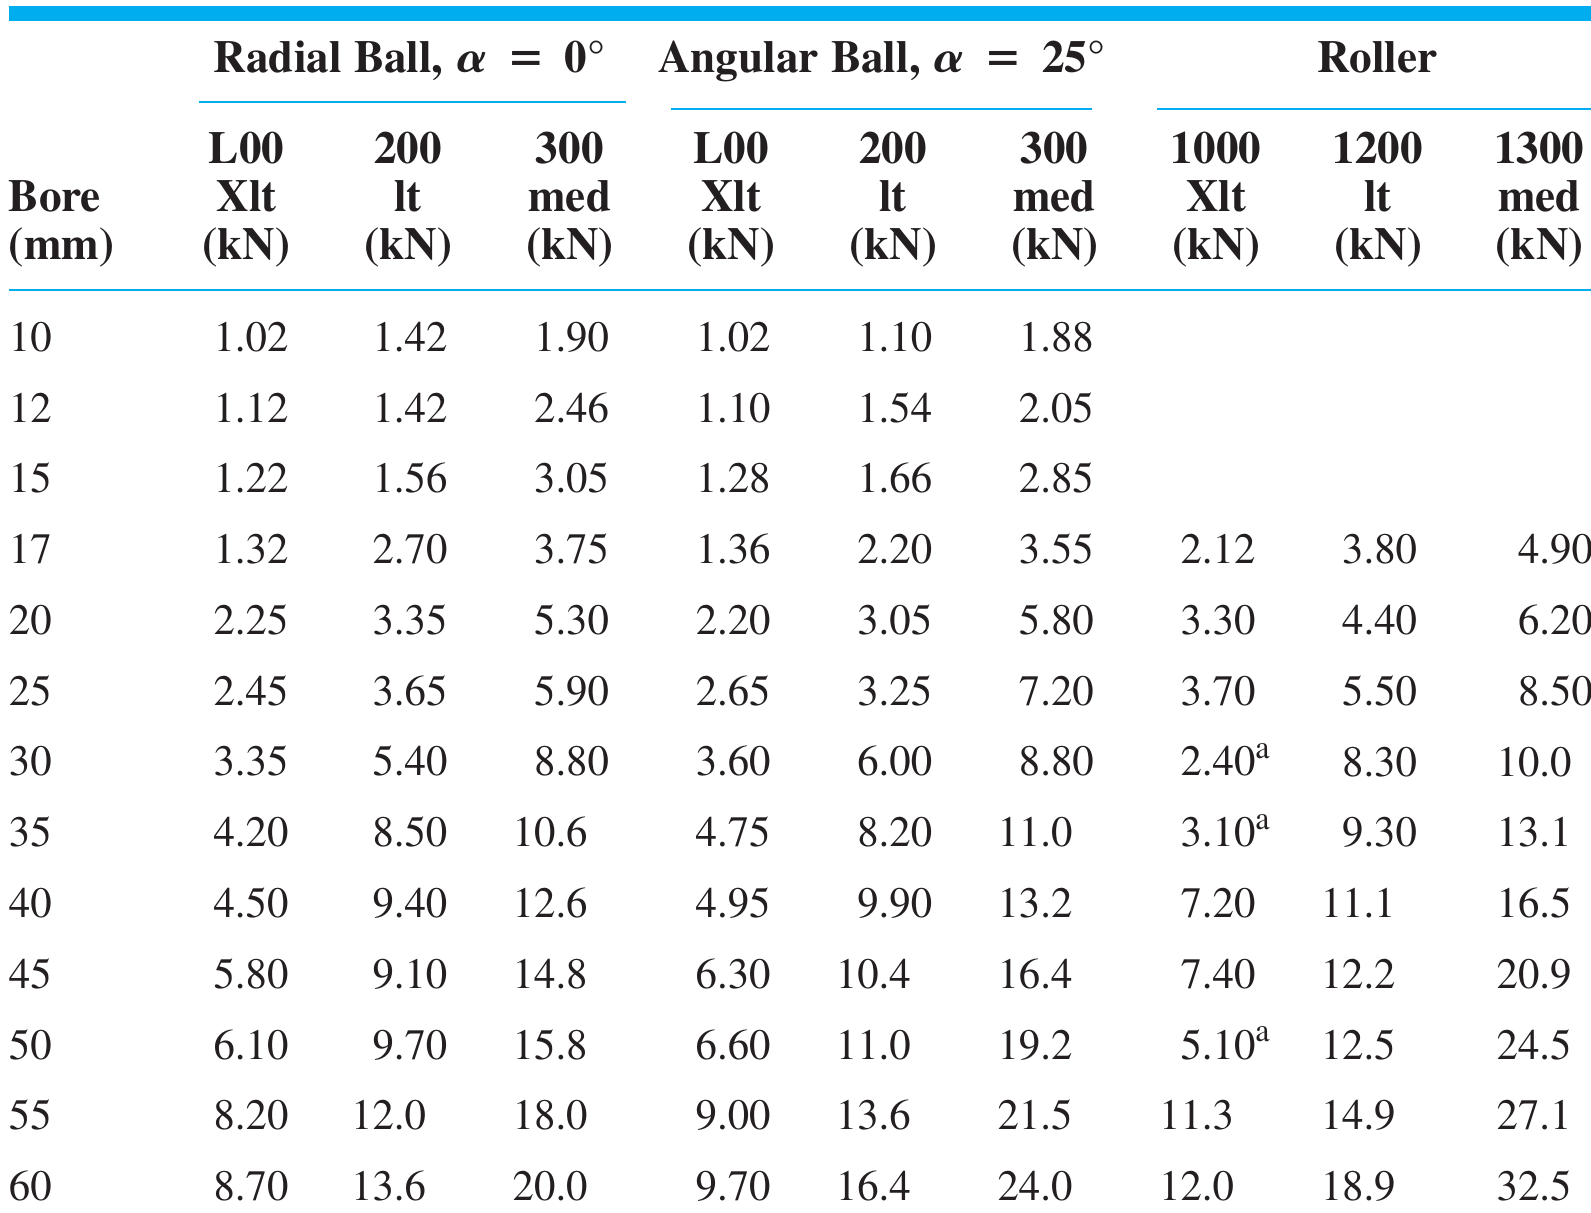 Radial Ball, α = 0° Angular Ball, α = 25° Roller
L00 200 300 L00 200 300 1000 1200 1300
Bore Xlt lt med Xlt lt med Xlt lt med
(mm) (kN) (kN) (kN) (kN) (kN) (kN) (kN) (kN) (kN)
10 1.02 1.42 1.90 1.02 1.10 1.88
12 1.12 1.42 2.46 1.10 1.54 2.05
15 1.22 1.56 3.05 1.28 1.66 2.85
17 1.32 2.70 3.75 1.36 2.20 3.55 2.12 3.80 4.90
20 2.25 3.35 5.30 2.20 3.05 5.80 3.30 4.40 6.20
25 2.45 3.65 5.90 2.65 3.25 7.20 3.70 5.50 8.50
30 3.35 5.40 8.80 3.60 6.00 8.80 2.40ᵃ 8.30 10.0
35 4.20 8.50 10.6 4.75 8.20 11.0 3.10ᵃ 9.30 13.1
40 4.50 9.40 12.6 4.95 9.90 13.2 7.20 11.1 16.5
45 5.80 9.10 14.8 6.30 10.4 16.4 7.40 12.2 20.9
50 6.10 9.70 15.8 6.60 11.0 19.2 5.10ᵃ 12.5 24.5
55 8.20 12.0 18.0 9.00 13.6 21.5 11.3 14.9 27.1
60 8.70 13.6 20.0 9.70 16.4 24.0 12.0 18.9 32.5